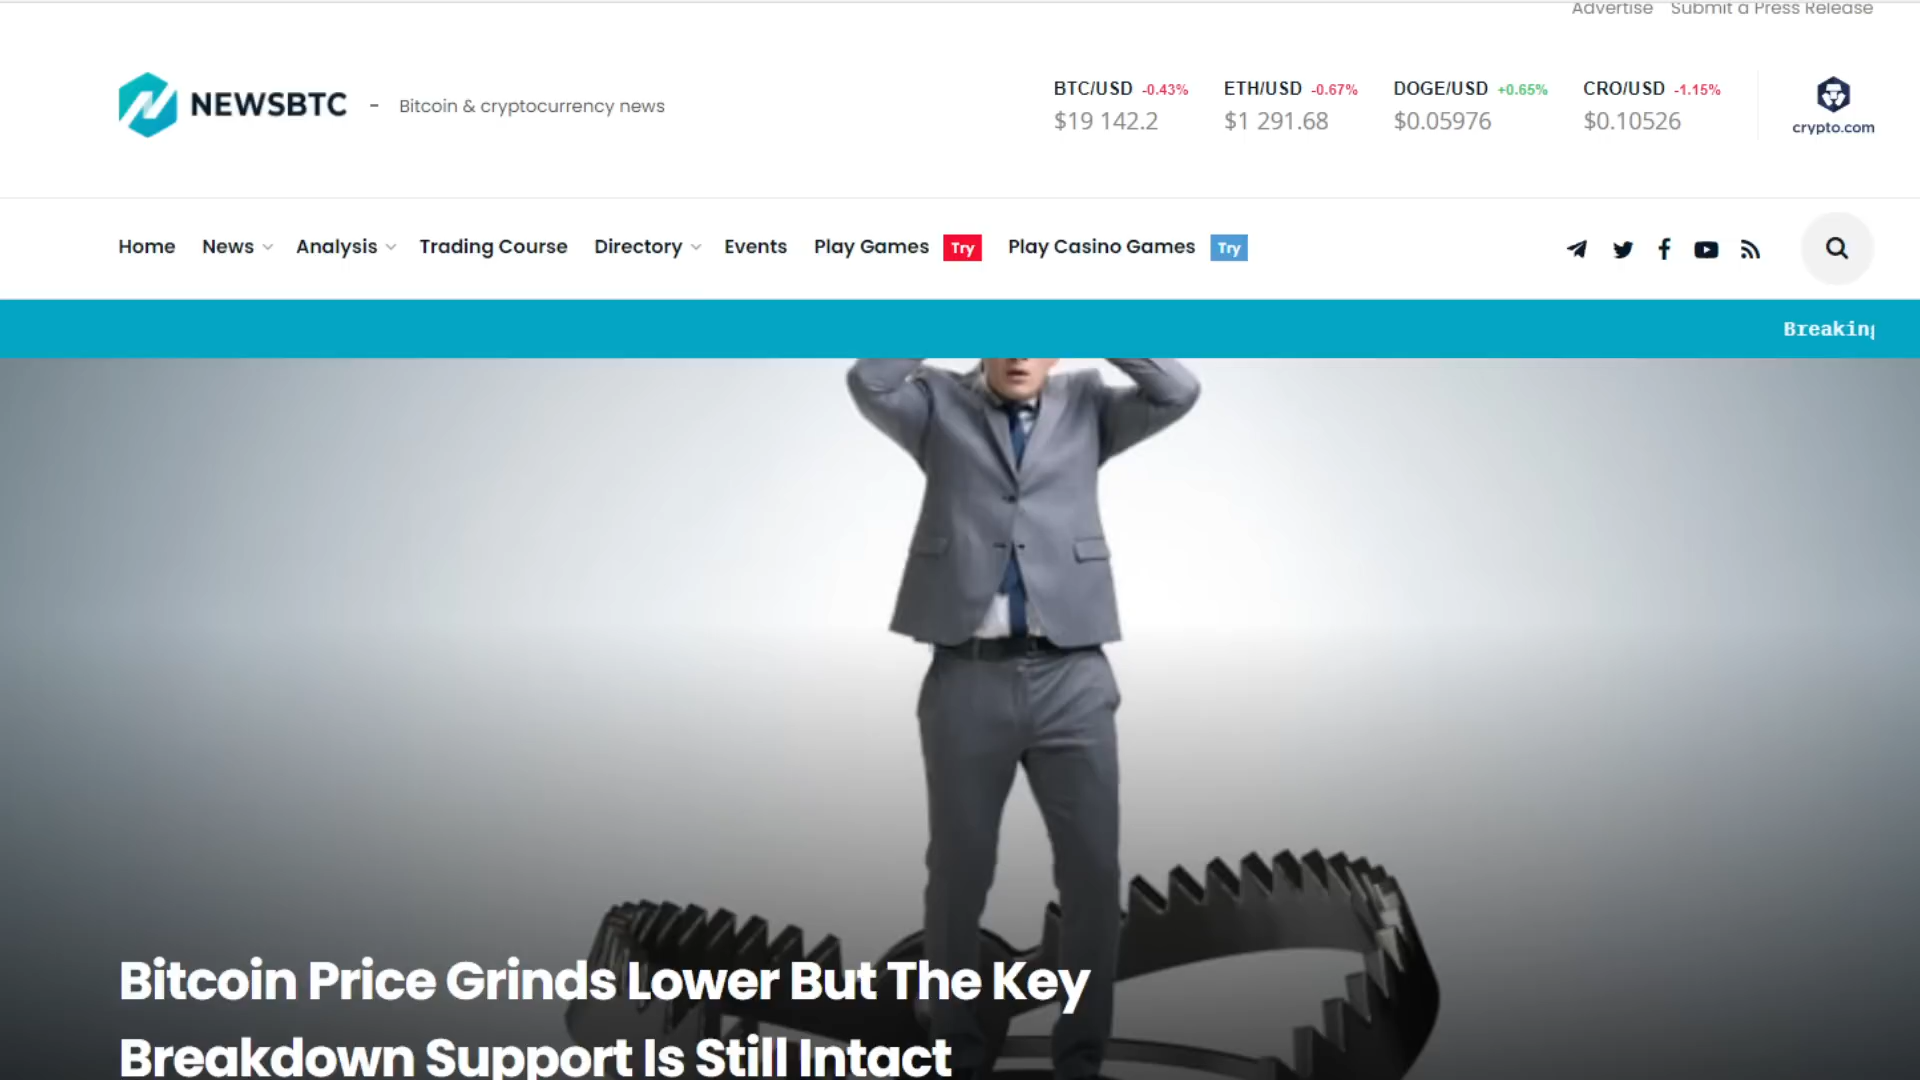 Advertise Submit a Press Release
NEWSBTC - Bitcoin & cryptocurrency news
BTC/USD -0.43% ETH/USD -0.67% DOGE/USD +0.65% CRO/USD -1.15%
$19 142.2 $1 291.68 $0.05976 $0.10526
crypto.com
Home News Analysis Trading Course Directory Events Play Games Try Play Casino Games Try
Breaking
Bitcoin Price Grinds Lower But The Key
Breakdown Support Is Still Intact